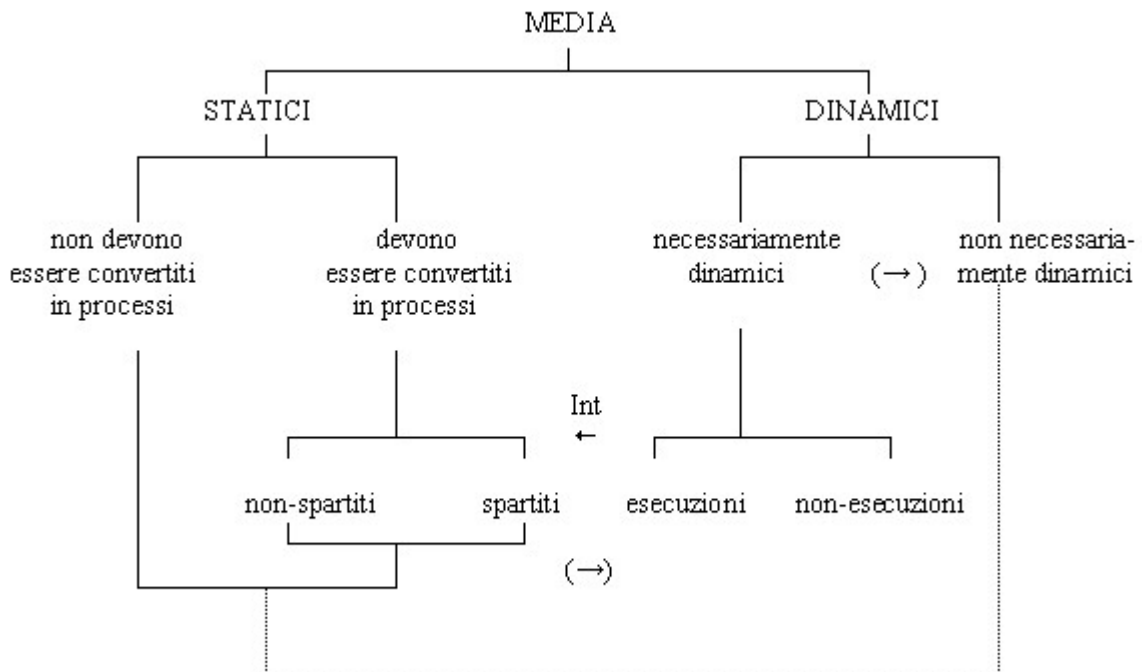 MEDIA
STATICI
DINAMICI
non devono
essere convertiti
in processi
devono
essere convertiti
in processi
necessariamente
dinamici
(→)
non necessaria-
mente dinamici
Int
←
non-spartiti
spartiti
esecuzioni
non-esecuzioni
(→)